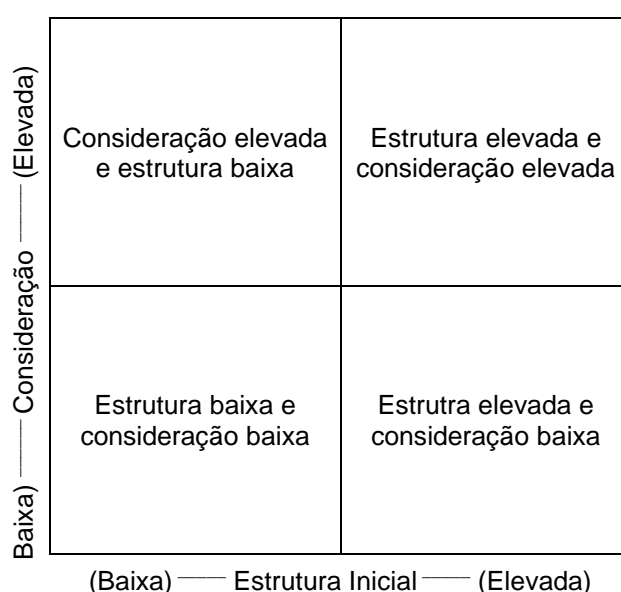 (Elevada)
Consideração
Baixa)
Consideração elevada
e estrutura baixa
Estrutura elevada e
consideração elevada
Estrutura baixa e
consideração baixa
Estrutra elevada e
consideração baixa
(Baixa) —— Estrutura Inicial —— (Elevada)